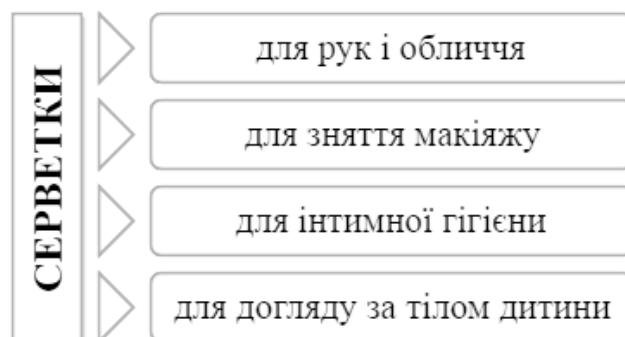 СЕРВЕТКИ
для рук і обличчя
для зняття макіяжу
для інтимної гігієни
для догляду за тілом дитини